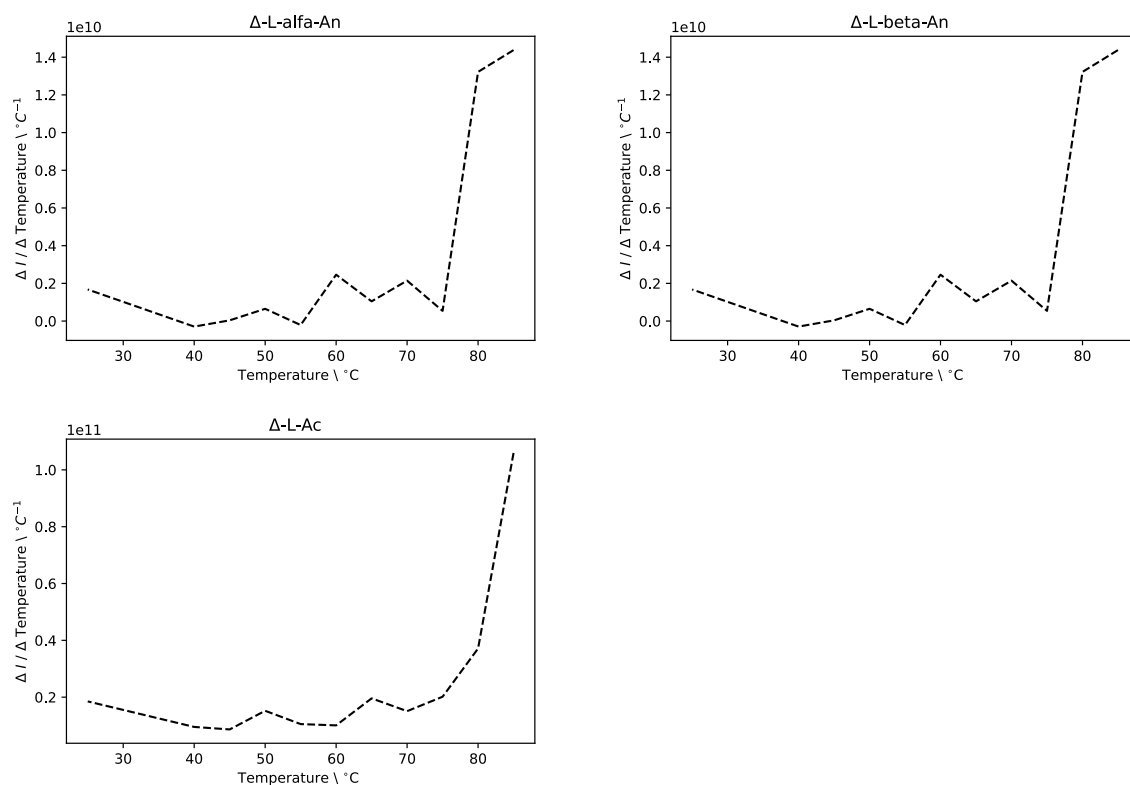 Δ-L-alfa-An
1e10
1.4
1.2
1.0
0.8
0.6
0.4
0.2
0.0
Δ I / Δ Temperature \ °C⁻¹
30 40 50 60 70 80
Temperature \ °C
Δ-L-beta-An
1e10
1.4
1.2
1.0
0.8
0.6
0.4
0.2
0.0
Δ I / Δ Temperature \ °C⁻¹
30 40 50 60 70 80
Temperature \ °C
Δ-L-Ac
1e11
1.0
0.8
0.6
0.4
0.2
Δ I / Δ Temperature \ °C⁻¹
30 40 50 60 70 80
Temperature \ °C